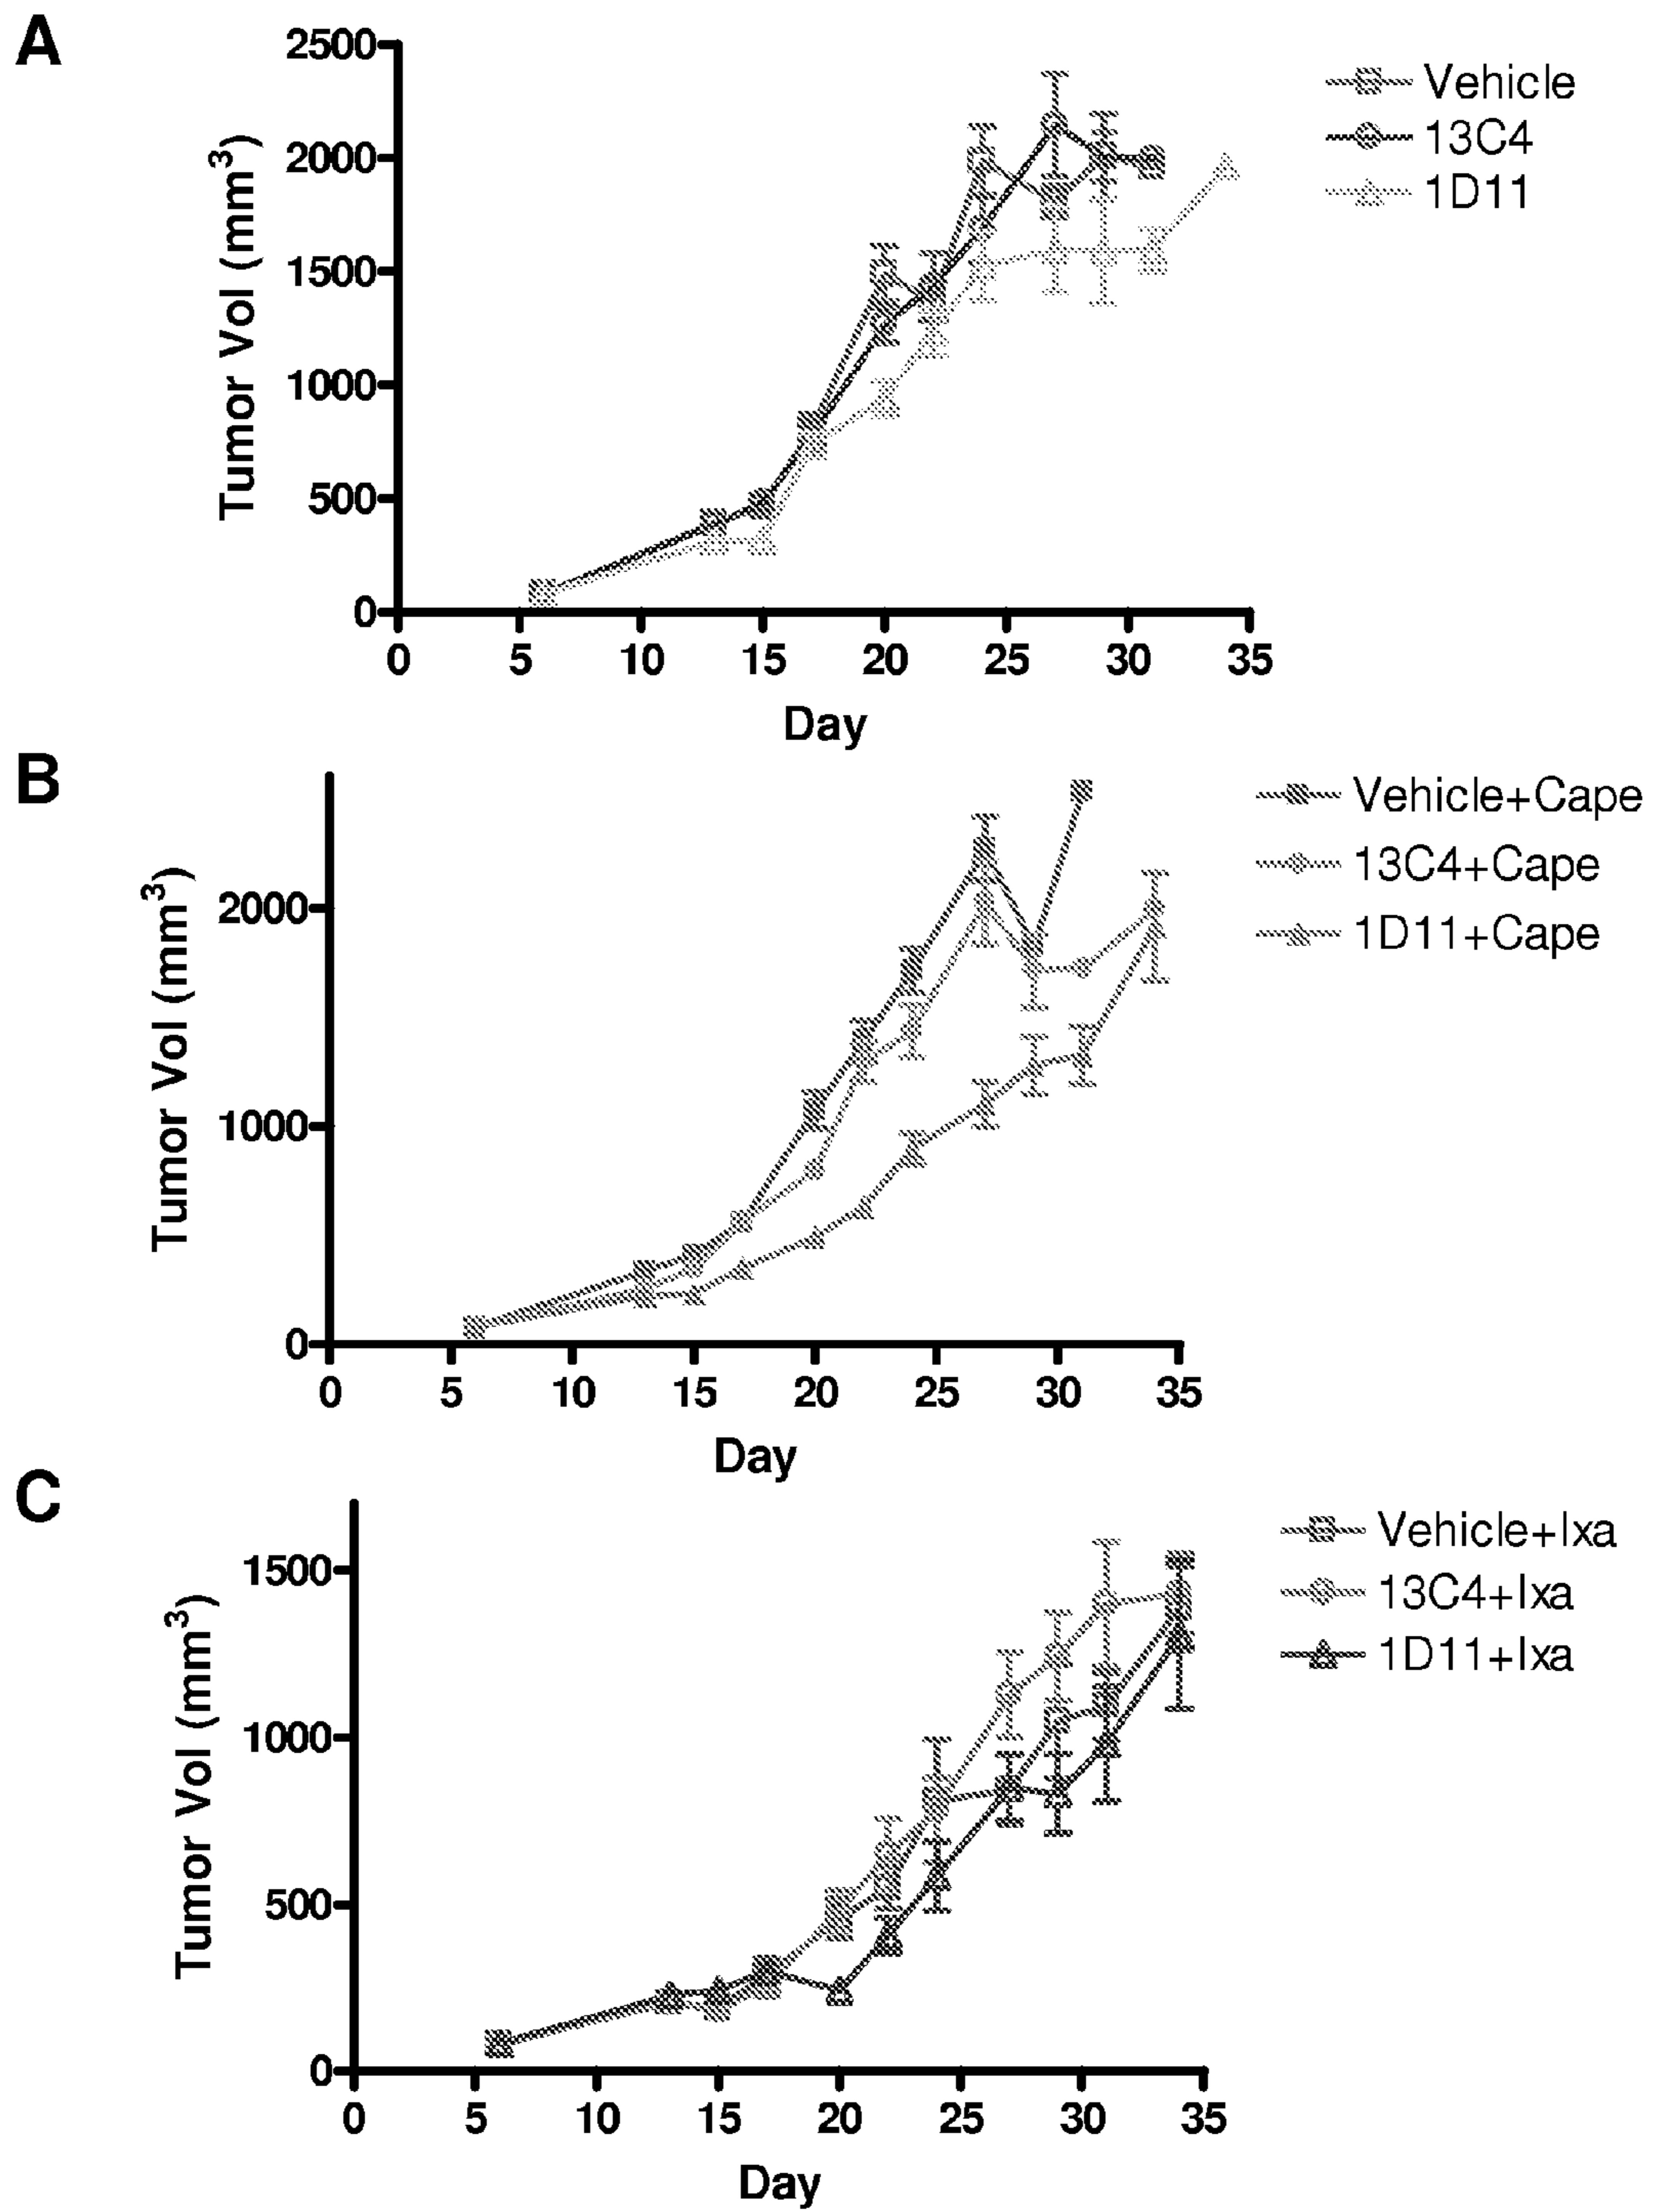 A
2500
2000
1500
1000
500
0
Tumor Vol (mm³)
0 5 10 15 20 25 30 35
Day
Vehicle
13C4
1D11
B
2000
1000
0
Tumor Vol (mm³)
0 5 10 15 20 25 30 35
Day
Vehicle+Cape
13C4+Cape
1D11+Cape
C
1500
1000
500
0
Tumor Vol (mm³)
0 5 10 15 20 25 30 35
Day
Vehicle+Ixa
13C4+Ixa
1D11+Ixa